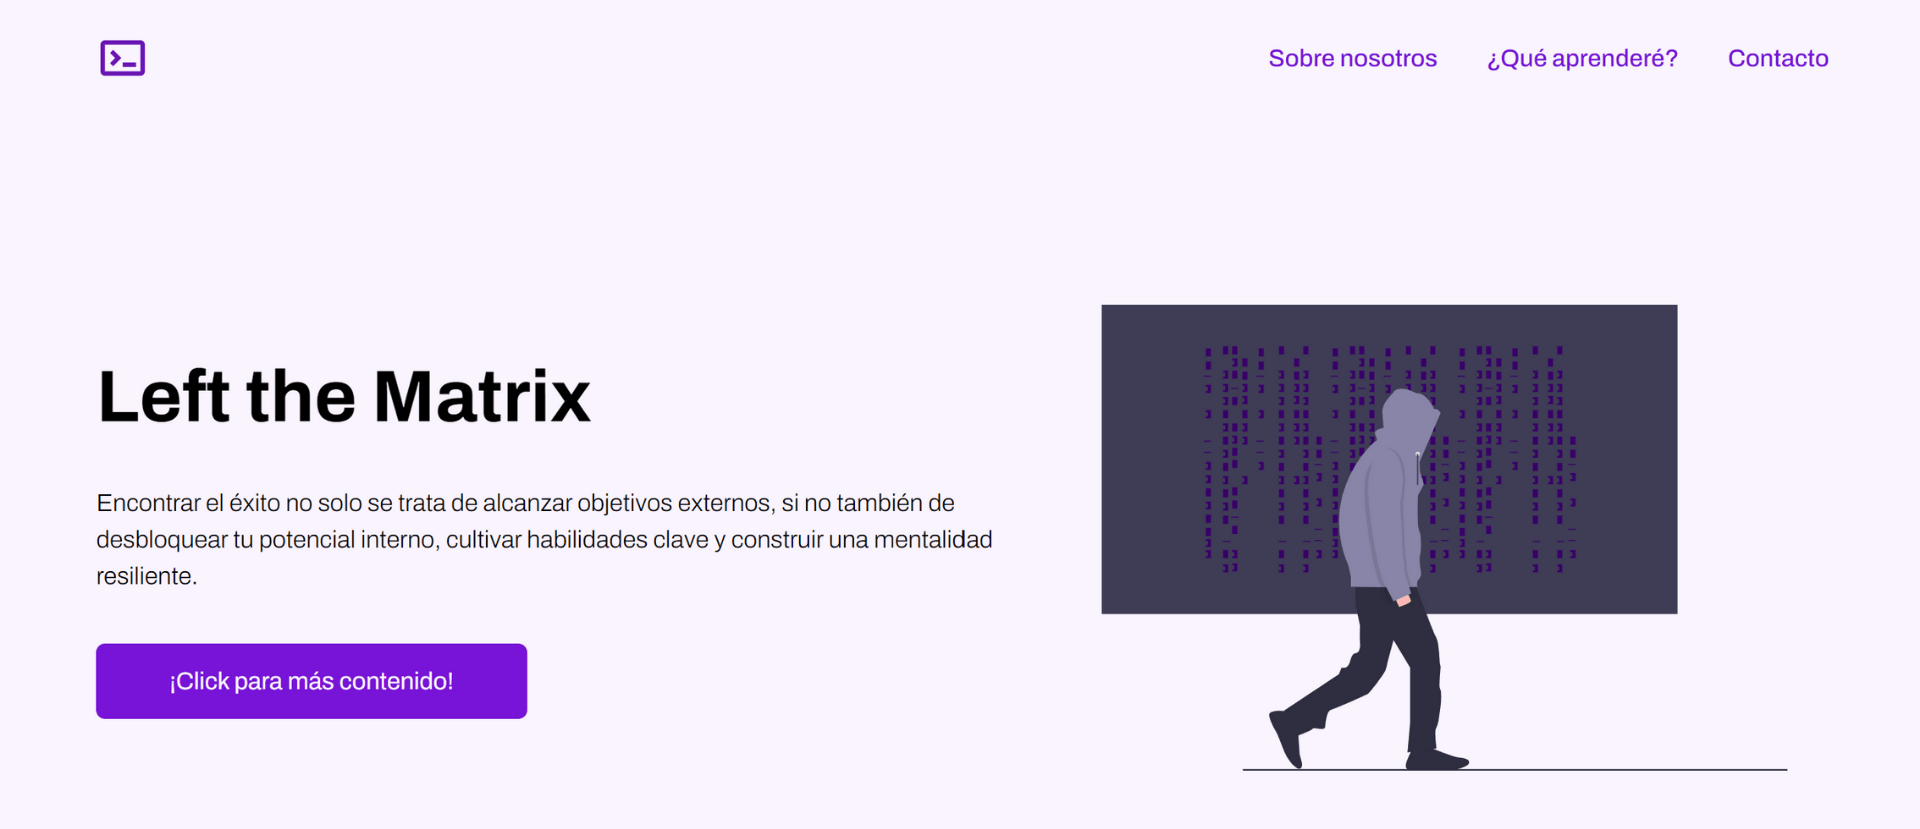 Sobre nosotros ¿Qué aprenderé? Contacto
Left the Matrix
Encontrar el éxito no solo se trata de alcanzar objetivos externos, si no también de
desbloquear tu potencial interno, cultivar habilidades clave y construir una mentalidad
resiliente.
¡Click para más contenido!